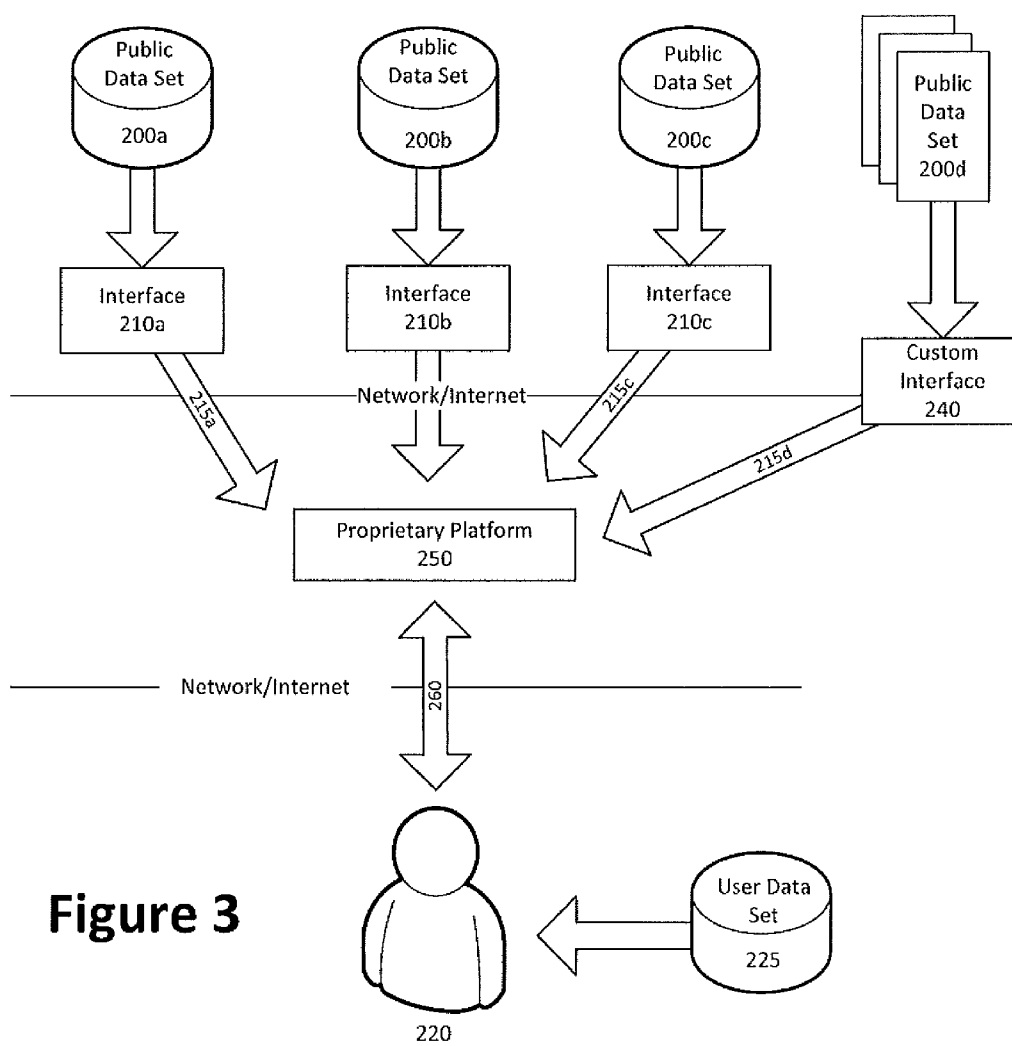 Public
Data Set
200a
Public
Data Set
200b
Public
Data Set
200c
Public
Data
Set
200d
Interface
210a
Interface
210b
Interface
210c
Custom
Interface
240
Network/Internet
215a
215c
215d
Proprietary Platform
250
Network/Internet
260
Figure 3
User Data
Set
225
220